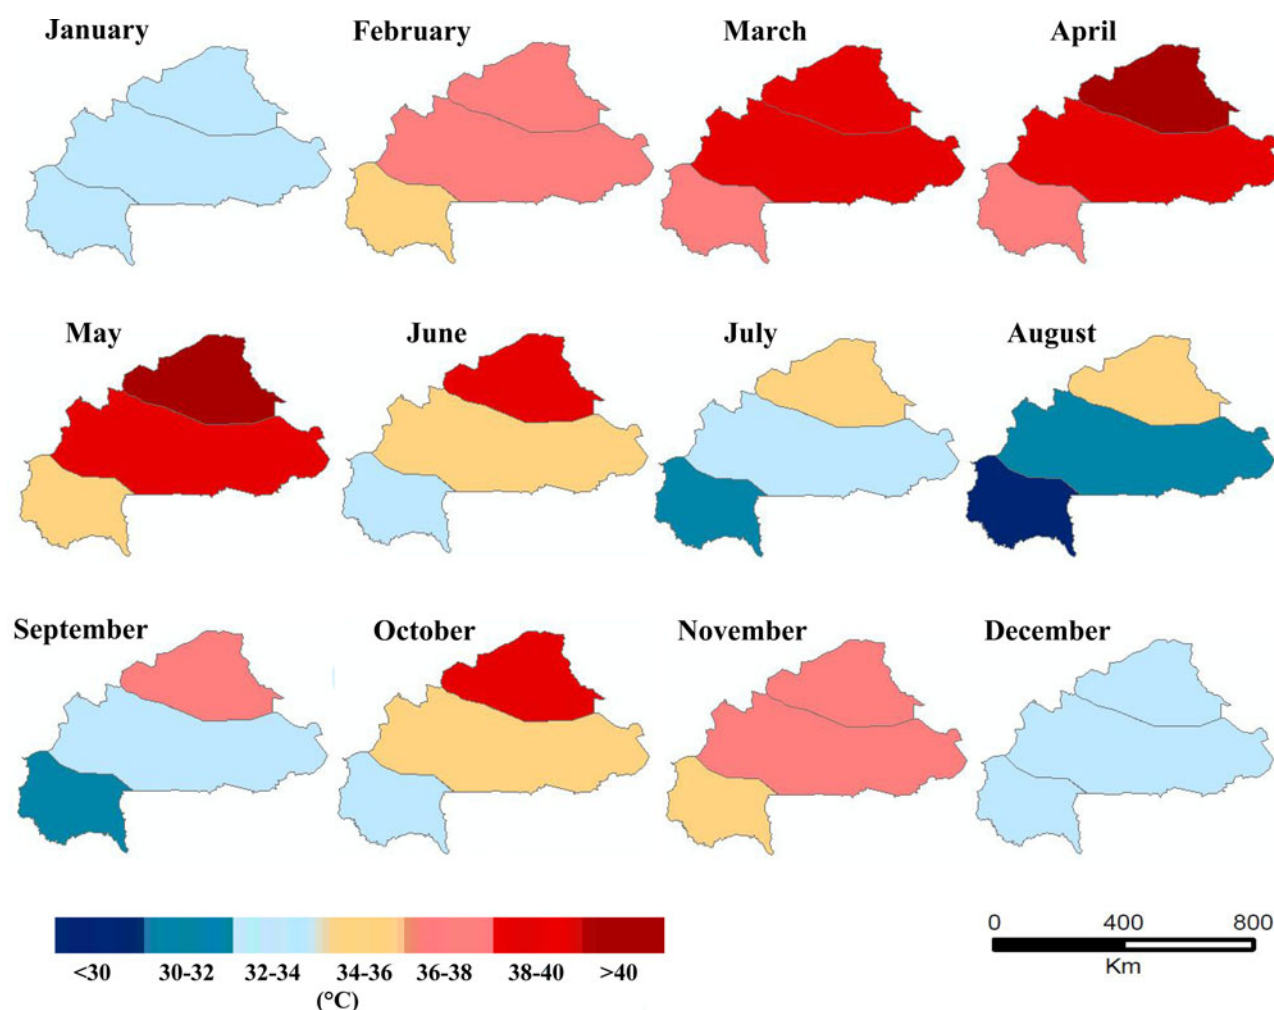 January
February
March
April
May
June
July
August
September
October
November
December
<30 30-32 32-34 34-36 36-38 38-40 >40
(°C)
0 400 800
Km